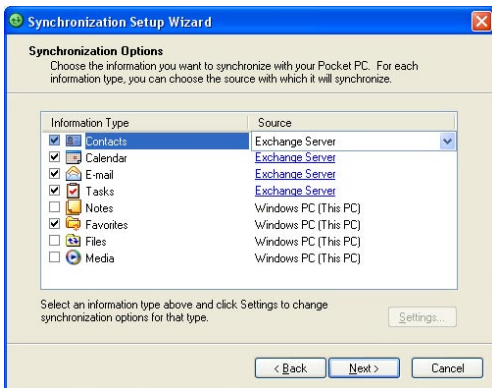 Synchronization Setup Wizard
Synchronization Options
Choose the information you want to synchronize with your Pocket PC. For each
information type, you can choose the source with which it will synchronize.
Information Type Source
Contacts Exchange Server
Calendar Exchange Server
E-mail Exchange Server
Tasks Exchange Server
Notes Windows PC (This PC)
Favorites Windows PC (This PC)
Files Windows PC (This PC)
Media Windows PC (This PC)
Select an information type above and click Settings to change
synchronization options for that type.
Settings...
< Back Next > Cancel